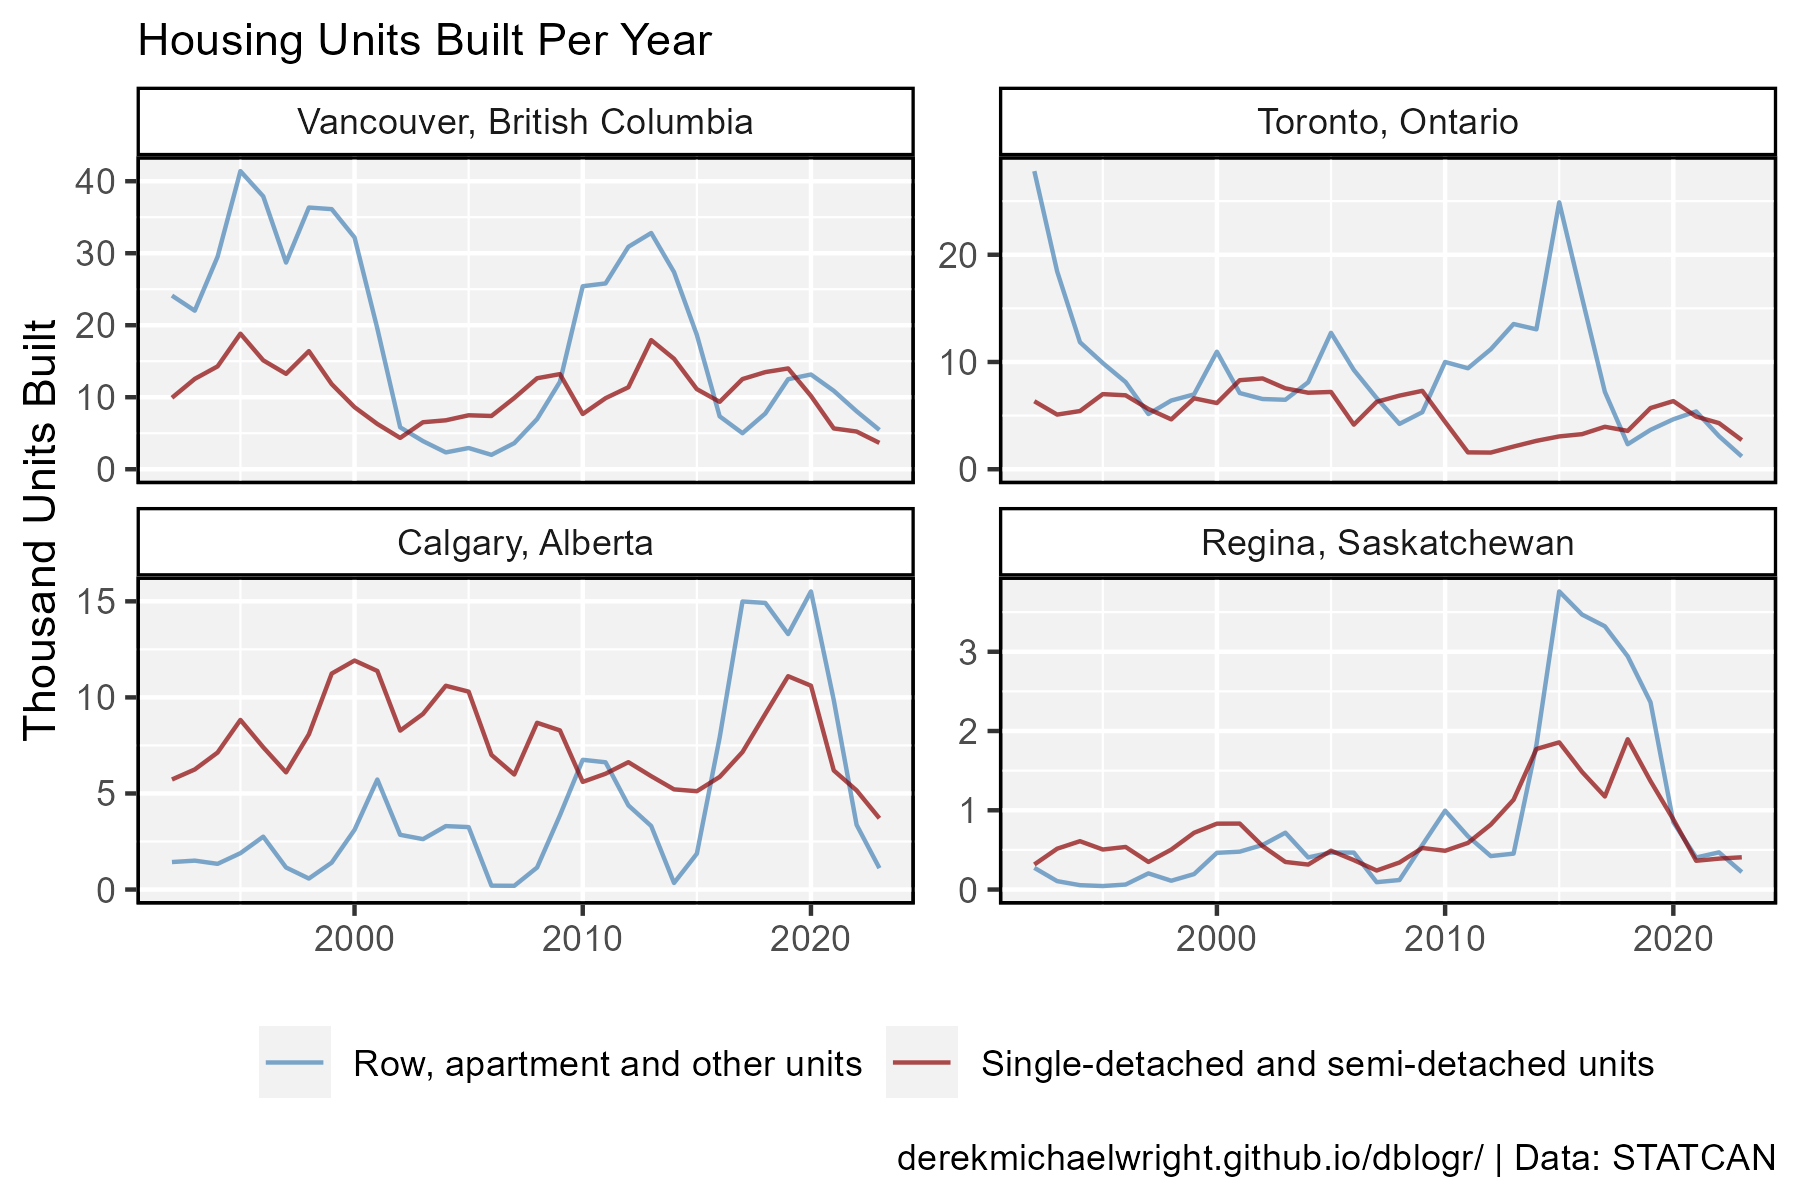 Housing Units Built Per Year
Vancouver, British Columbia
Toronto, Ontario
40
30
20
10
0
20
10
0
Thousand Units Built
Calgary, Alberta
Regina, Saskatchewan
15
10
5
0
3
2
1
0
2000 2010 2020
2000 2010 2020
Row, apartment and other units
Single-detached and semi-detached units
derekmichaelwright.github.io/dblogr/ | Data: STATCAN